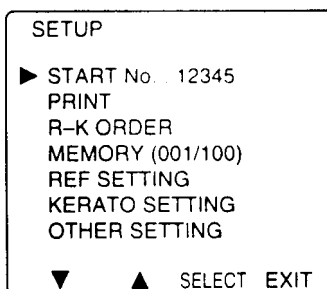 SETUP
▶ START No. 12345
PRINT
R–K ORDER
MEMORY (001/100)
REF SETTING
KERATO SETTING
OTHER SETTING
▼ ▲ SELECT EXIT